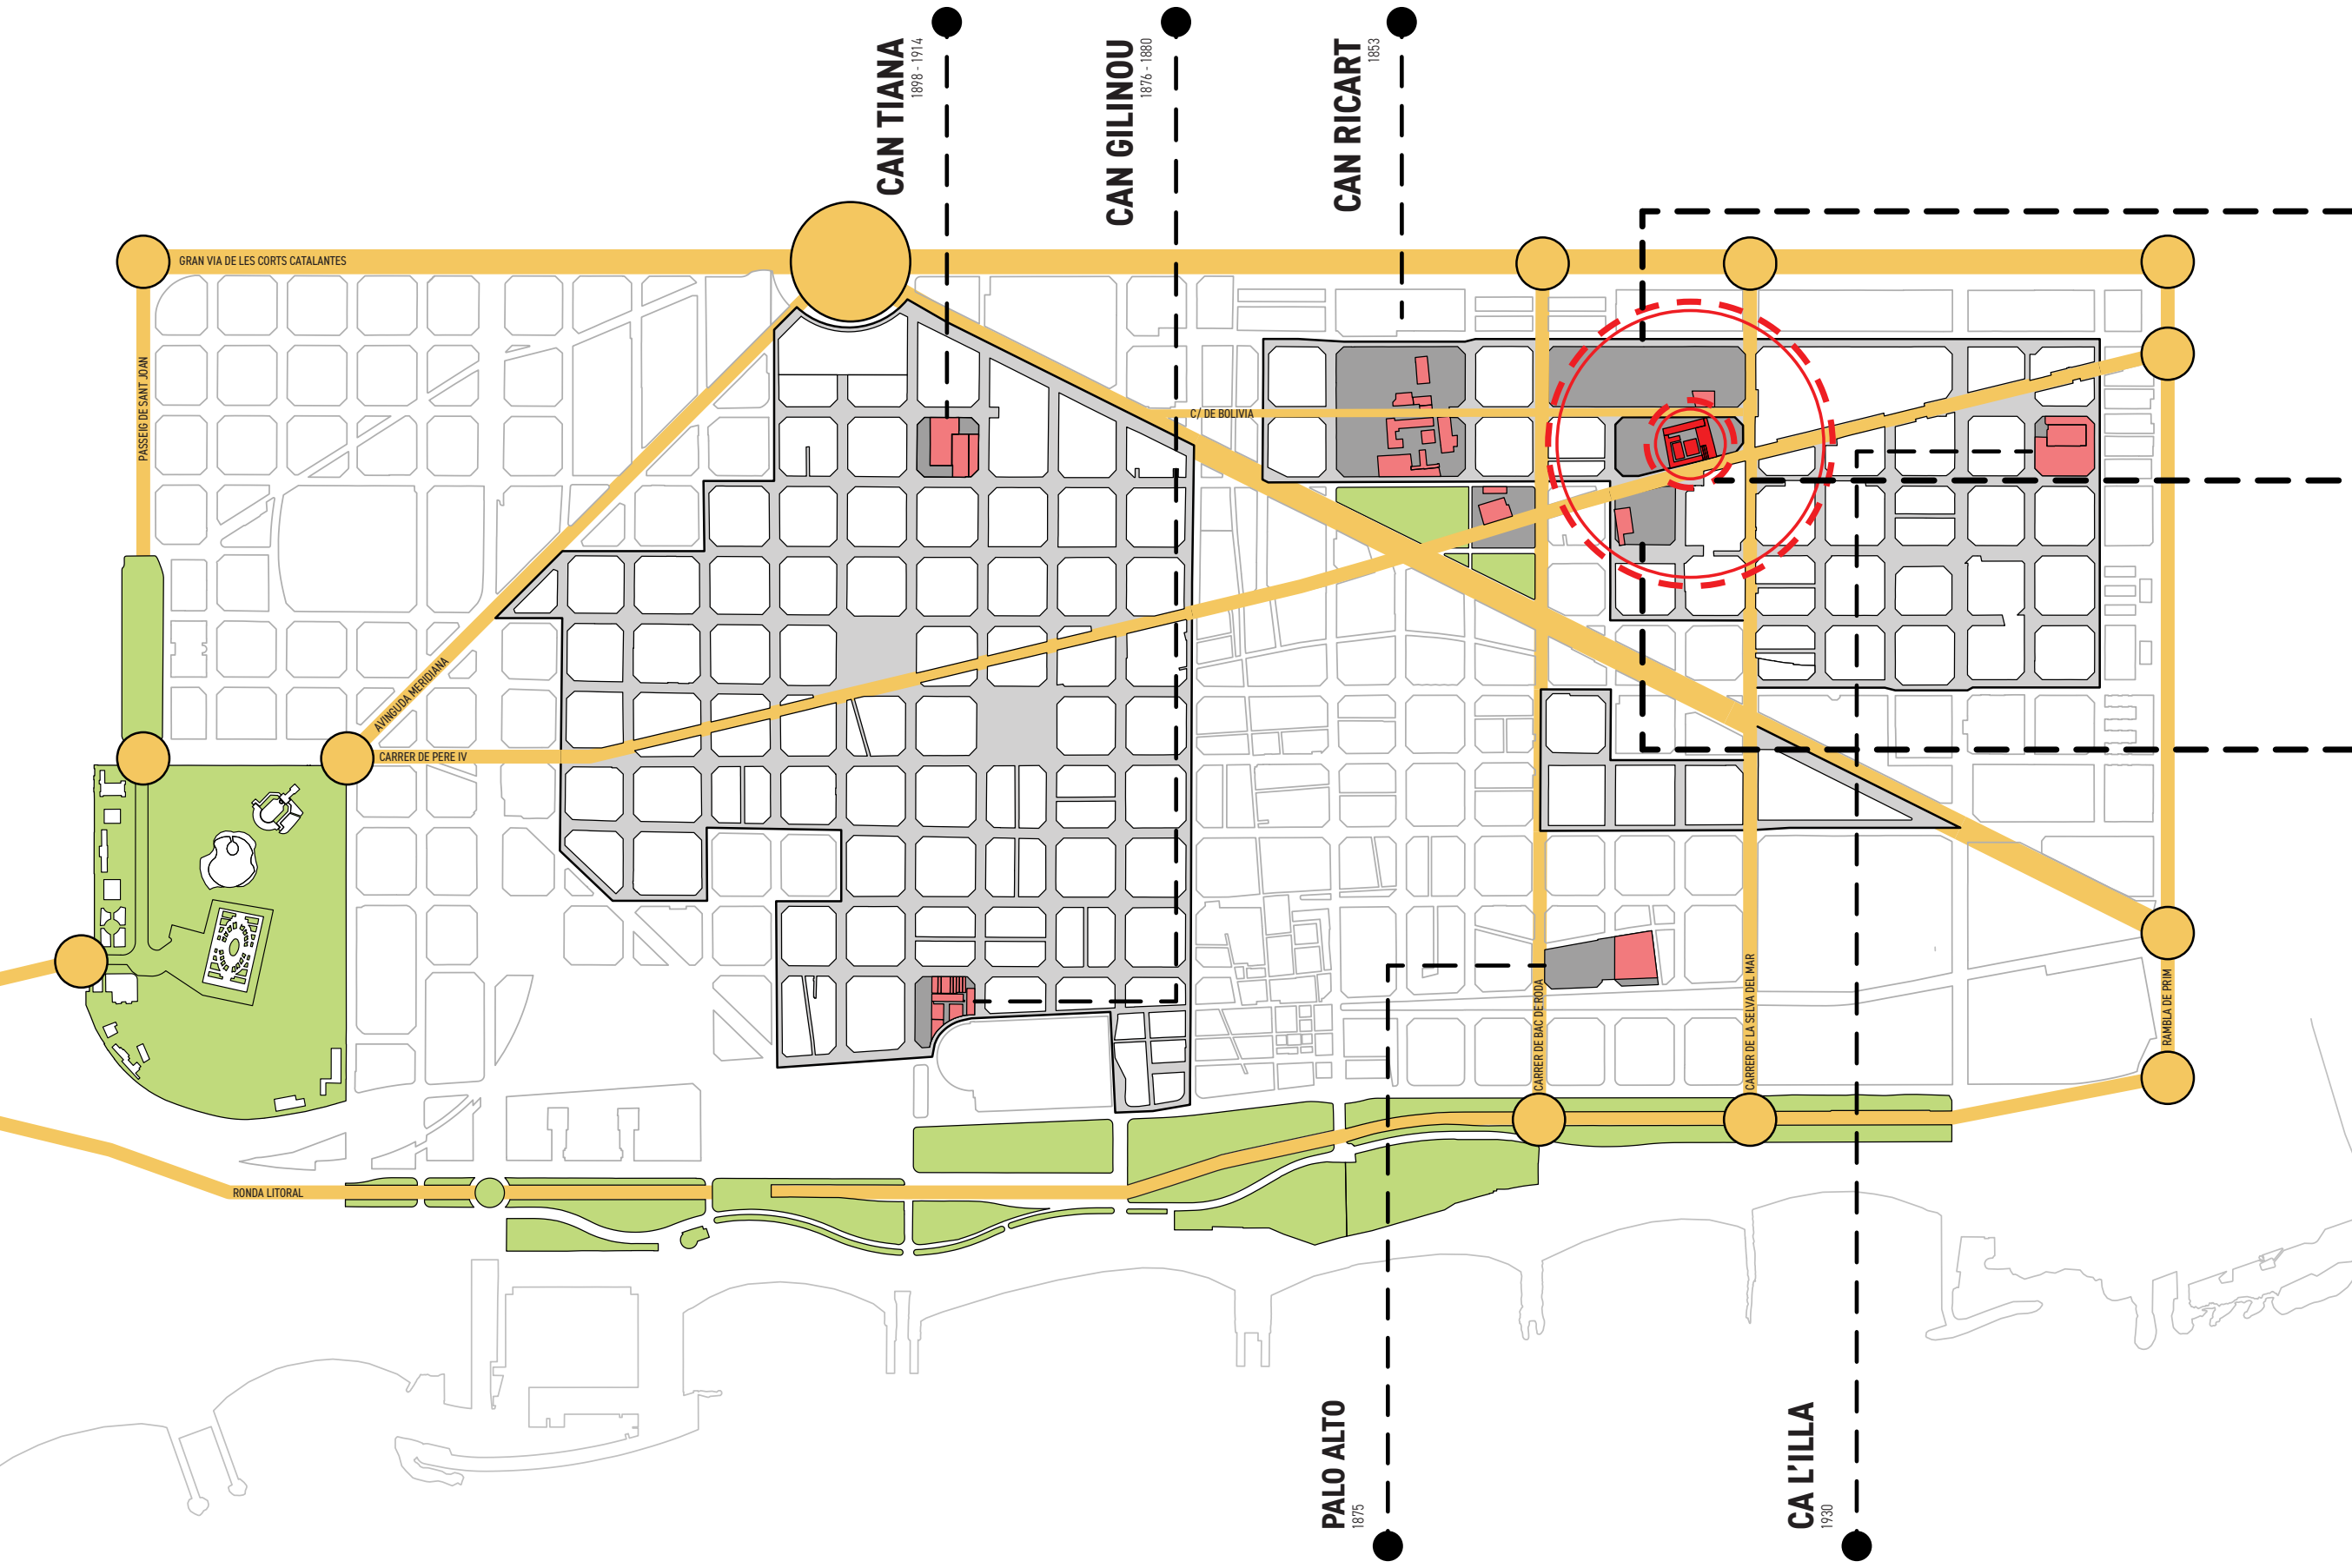 CAN TIANA
1898 - 1914
CAN GILINOU
1876 - 1880
CAN RICART
1853
GRAN VIA DE LES CORTS CATALANTES
PASSEIG DE SANT JOAN
C/ DE BOLIVIA
AVINGUDA MERIDIANA
CARRER DE PERE IV
CARRER DE BAC DE RODA
CARRER DE LA SELVA DEL MAR
RAMBLA DE PRIM
RONDA LITORAL
PALO ALTO
1875
CA L'ILLA
1930